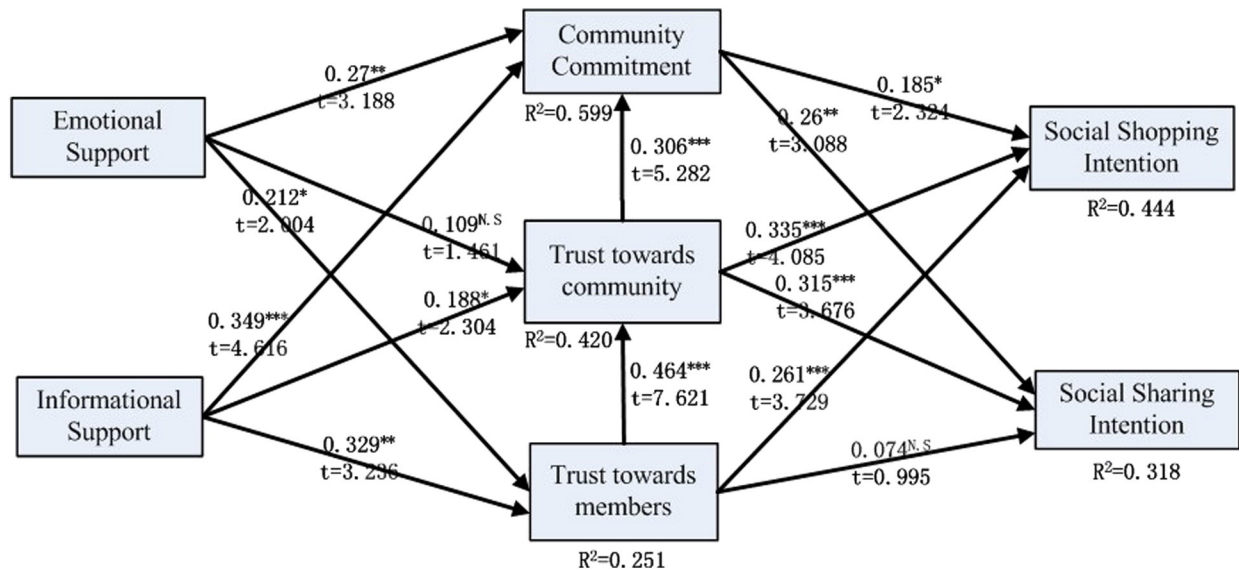 Community
Commitment
R²=0.599
0.27**
t=3.188
0.185*
t=2.324
0.26**
t=3.088
Emotional
Support
Social Shopping
Intention
R²=0.444
0.306***
t=5.282
0.212*
t=2.004
0.109N.S
t=1.461
Trust towards
community
R²=0.420
0.335***
t=4.085
0.315***
t=3.676
0.188*
t=2.304
0.349***
t=4.616
0.464***
t=7.621
0.261***
t=3.729
Informational
Support
Social Sharing
Intention
R²=0.318
0.329**
t=3.236
0.074N.S
t=0.995
Trust towards
members
R²=0.251